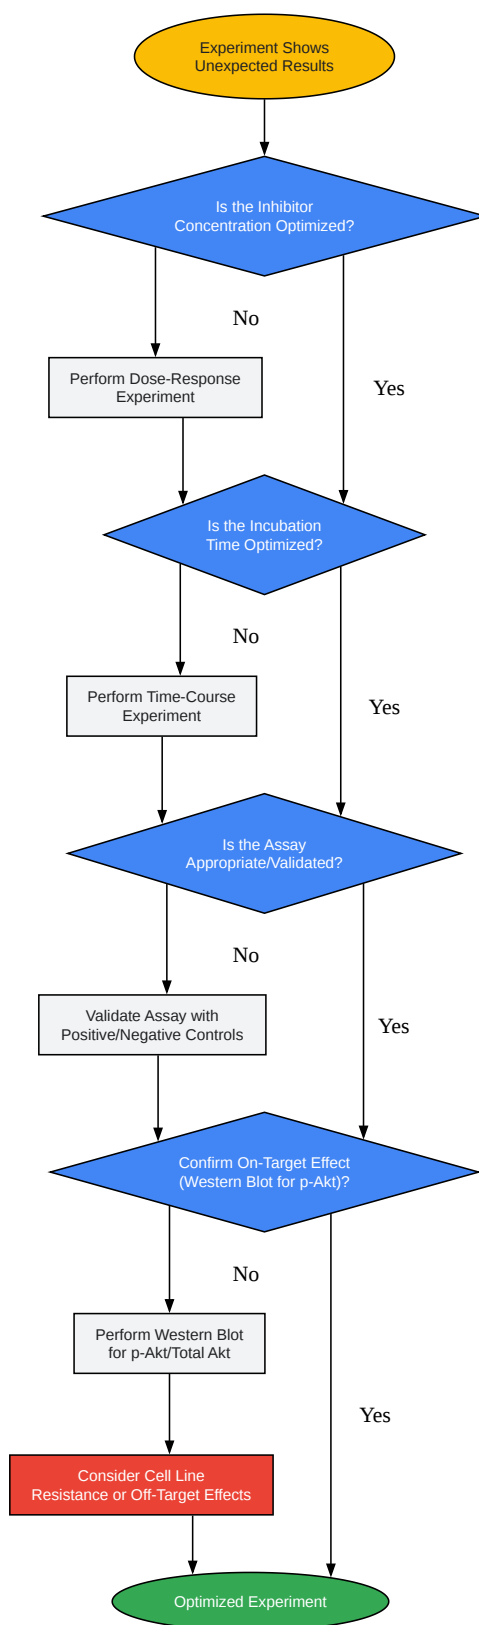 Experiment Shows
Unexpected Results
Is the Inhibitor
Concentration Optimized?
No
Perform Dose-Response
Experiment
Yes
Is the Incubation
Time Optimized?
No
Perform Time-Course
Experiment
Yes
Is the Assay
Appropriate/Validated?
No
Validate Assay with
Positive/Negative Controls
Yes
Confirm On-Target Effect
(Western Blot for p-Akt)?
No
Perform Western Blot
for p-Akt/Total Akt
Yes
Consider Cell Line
Resistance or Off-Target Effects
Optimized Experiment